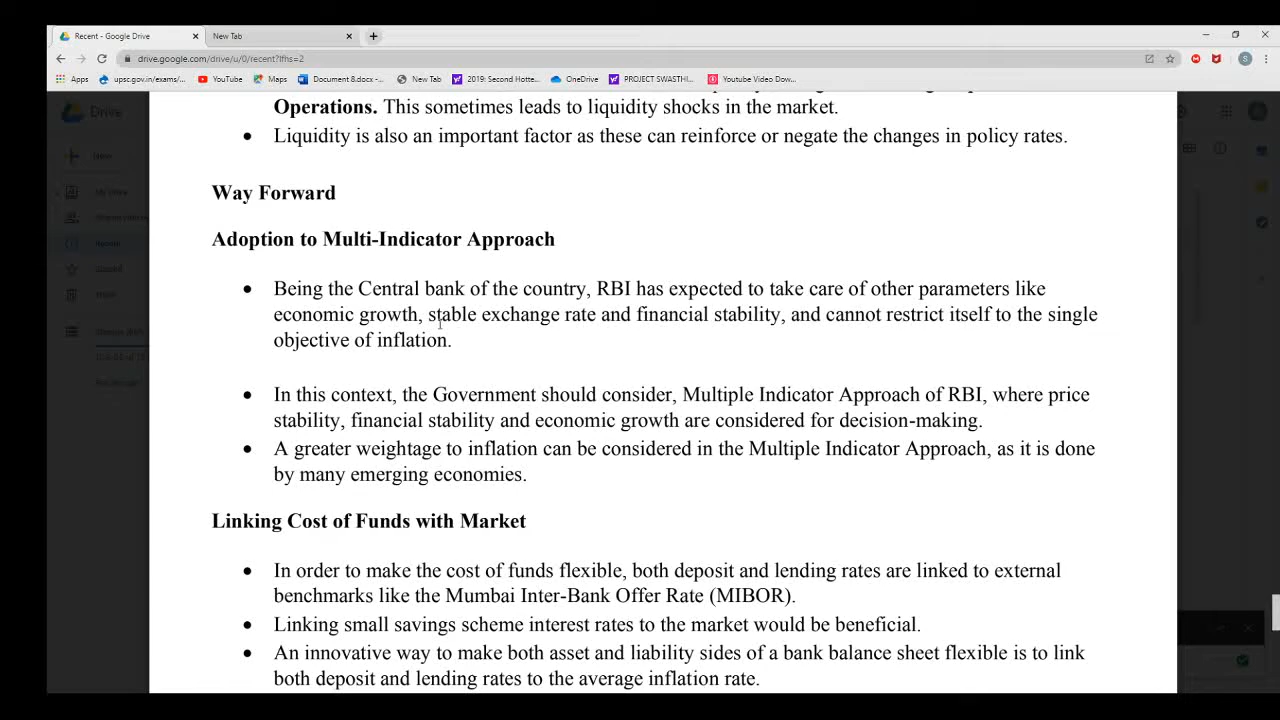 Recent - Google Drive
New Tab
drive.google.com/drive/u/0/recent?lfhs=2
Apps upsc.gov.in/exams/... YouTube Maps Document 8.docx - ... New Tab 2019: Second Hotte... OneDrive PROJECT SWASTHI... Youtube Video Dow...
Drive
New
My Drive
Recent
Operations. This sometimes leads to liquidity shocks in the market.
Liquidity is also an important factor as these can reinforce or negate the changes in policy rates.
Way Forward
Adoption to Multi-Indicator Approach
Being the Central bank of the country, RBI has expected to take care of other parameters like
economic growth, stable exchange rate and financial stability, and cannot restrict itself to the single
objective of inflation.
In this context, the Government should consider, Multiple Indicator Approach of RBI, where price
stability, financial stability and economic growth are considered for decision-making.
A greater weightage to inflation can be considered in the Multiple Indicator Approach, as it is done
by many emerging economies.
Linking Cost of Funds with Market
In order to make the cost of funds flexible, both deposit and lending rates are linked to external
benchmarks like the Mumbai Inter-Bank Offer Rate (MIBOR).
Linking small savings scheme interest rates to the market would be beneficial.
An innovative way to make both asset and liability sides of a bank balance sheet flexible is to link
both deposit and lending rates to the average inflation rate.